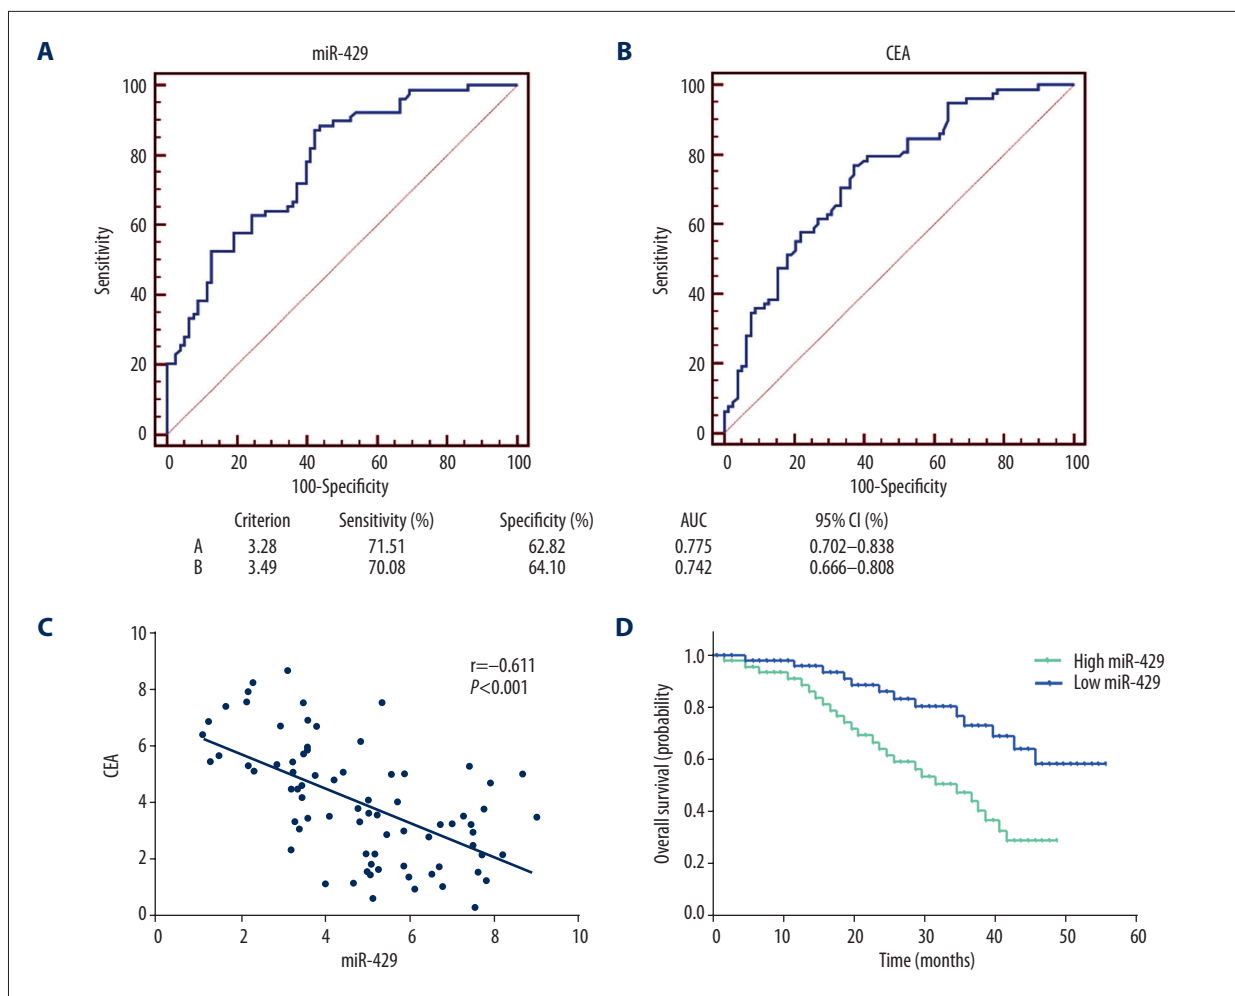 A
miR-429
100
80
60
40
20
0
Sensitivity
0 20 40 60 80 100
100-Specificity
B
CEA
100
80
60
40
20
0
Sensitivity
0 20 40 60 80 100
100-Specificity
Criterion Sensitivity (%) Specificity (%) AUC 95% CI (%)
A 3.28 71.51 62.82 0.775 0.702–0.838
B 3.49 70.08 64.10 0.742 0.666–0.808
C
10
8
6
4
2
0
CEA
r=–0.611
P<0.001
0 2 4 6 8 10
miR-429
D
1.0
0.8
0.6
0.4
0.2
0.0
Overall survival (probability
High miR-429
Low miR-429
0 10 20 30 40 50 60
Time (months)